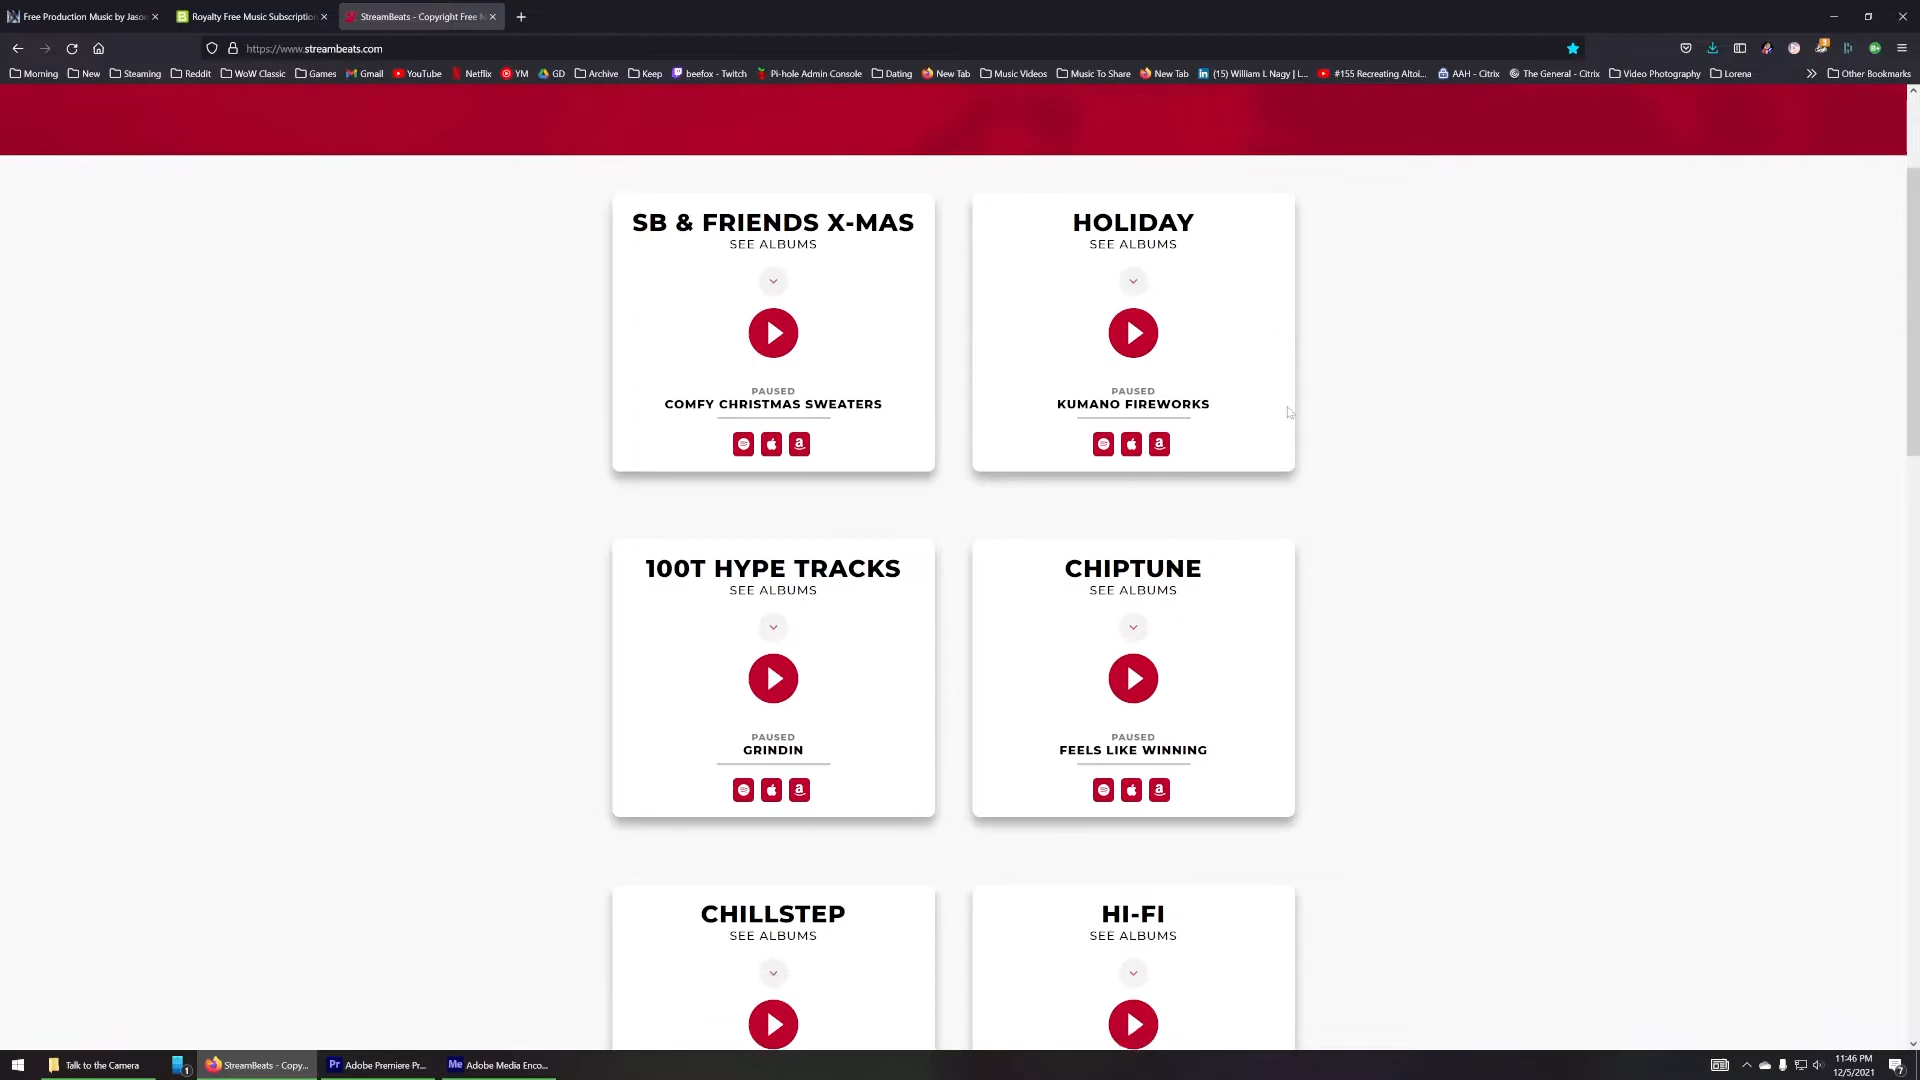 Free Production Music by Jason
Royalty Free Music Subscription
StreamBeats - Copyright Free M
https://www.streambeats.com
Morning New Steaming Reddit WoW Classic Games Gmail YouTube Netflix YM GD Archive Keep beefox - Twitch Pi-hole Admin Console Dating New Tab Music Videos Music To Share New Tab (15) William L Nagy | L... #155 Recreating Altoi... AAH - Citrix The General - Citrix Video Photography Lorena Other Bookmarks
SB & FRIENDS X-MAS
SEE ALBUMS
PAUSED
COMFY CHRISTMAS SWEATERS
HOLIDAY
SEE ALBUMS
PAUSED
KUMANO FIREWORKS
100T HYPE TRACKS
SEE ALBUMS
PAUSED
GRINDIN
CHIPTUNE
SEE ALBUMS
PAUSED
FEELS LIKE WINNING
CHILLSTEP
SEE ALBUMS
HI-FI
SEE ALBUMS
Talk to the Camera
1
StreamBeats - Copy...
Pr Adobe Premiere Pr...
Me Adobe Media Enco...
11:46 PM
12/5/2021
7